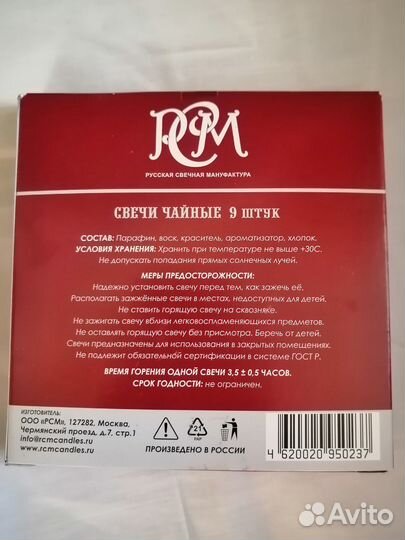 РСМ
РУССКАЯ СВЕЧНАЯ МАНУФАКТУРА
СВЕЧИ ЧАЙНЫЕ 9 ШТУК
СОСТАВ: Парафин, воск, краситель, ароматизатор, хлопок.
УСЛОВИЯ ХРАНЕНИЯ: Хранить при температуре не выше +30С.
Не допускать попадания прямых солнечных лучей.
МЕРЫ ПРЕДОСТОРОЖНОСТИ:
Надежно установить свечу перед тем, как зажечь её.
Располагать зажжённые свечи в местах, недоступных для детей.
Не ставить горящую свечу на сквозняке.
Не зажигать свечу вблизи легковоспламеняющихся предметов.
Не оставлять горящую свечу без присмотра. Беречь от детей.
Свечи предназначены для использования в закрытых помещениях.
Не подлежит обязательной сертификации в системе ГОСТ Р.
ВРЕМЯ ГОРЕНИЯ ОДНОЙ СВЕЧИ 3,5 ± 0,5 ЧАСОВ.
СРОК ГОДНОСТИ: не ограничен.
ИЗГОТОВИТЕЛЬ:
ООО «РСМ», 127282, Москва,
Чермянский проезд, д.7, стр.1
info@rcmcandles.ru
www.rcmcandles.ru
21
PAP
ПРОИЗВЕДЕНО В РОССИИ
4 620020 950237
Avito